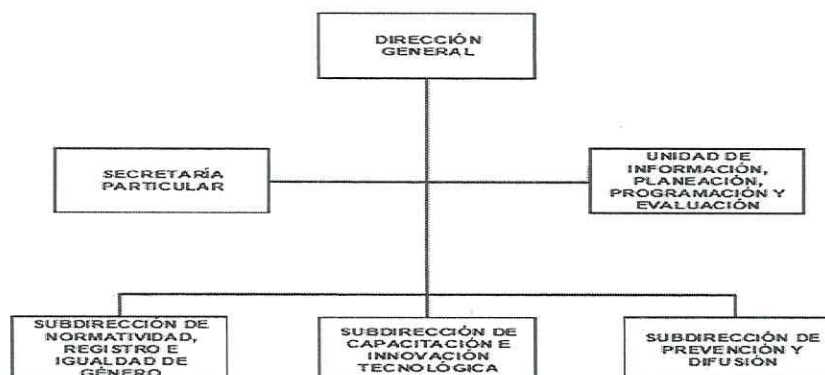 DIRECCIÓN
GENERAL
SECRETARÍA
PARTICULAR
UNIDAD DE
INFORMACIÓN,
PLANEACIÓN,
PROGRAMACIÓN Y
EVALUACIÓN
SUBDIRECCIÓN DE
NORMATIVIDAD,
REGISTRO E
IGUALDAD DE
GÉNERO
SUBDIRECCIÓN DE
CAPACITACIÓN E
INNOVACIÓN
TECNOLÓGICA
SUBDIRECCIÓN DE
PREVENCIÓN Y
DIFUSIÓN